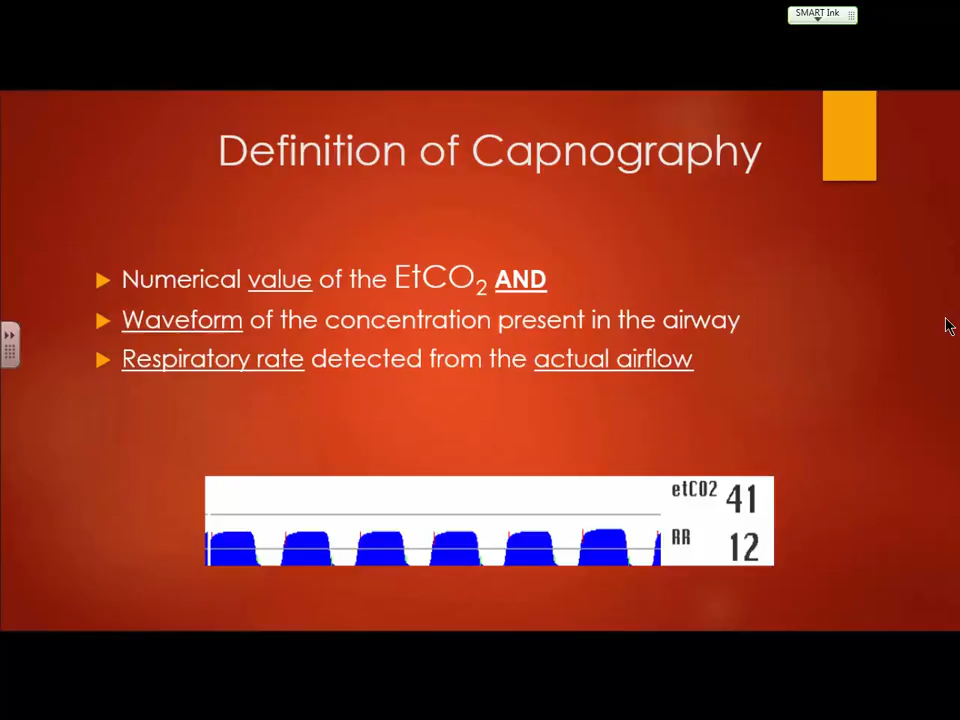 SMART Ink
Definition of Capnography
Numerical value of the EtCO₂ AND
Waveform of the concentration present in the airway
Respiratory rate detected from the actual airflow
etCO2 41
RR 12